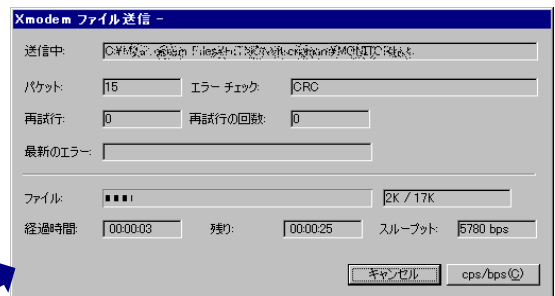 Xmodem ファイル送信 -
送信中:
パケット: 15 エラー チェック: CRC
再試行: 0 再試行の回数: 0
最新のエラー:
ファイル: 2K / 17K
経過時間: 00:00:03 残り: 00:00:25 スループット: 5780 bps
キャンセル cps/bps(C)